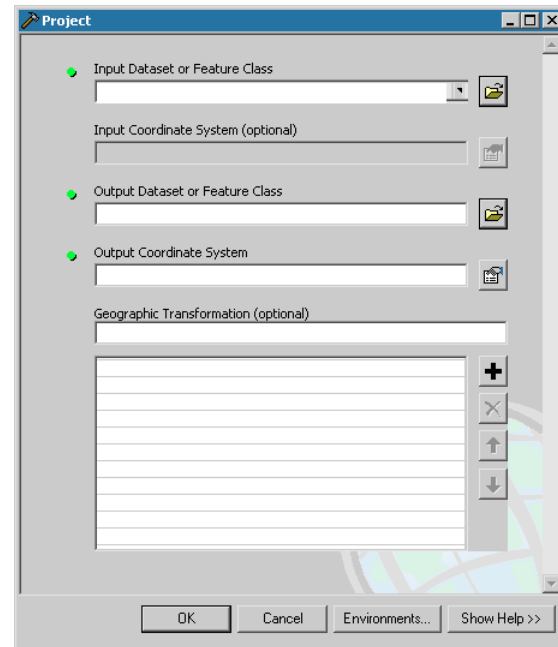 Project
Input Dataset or Feature Class
Input Coordinate System (optional)
Output Dataset or Feature Class
Output Coordinate System
Geographic Transformation (optional)
OK
Cancel
Environments...
Show Help >>